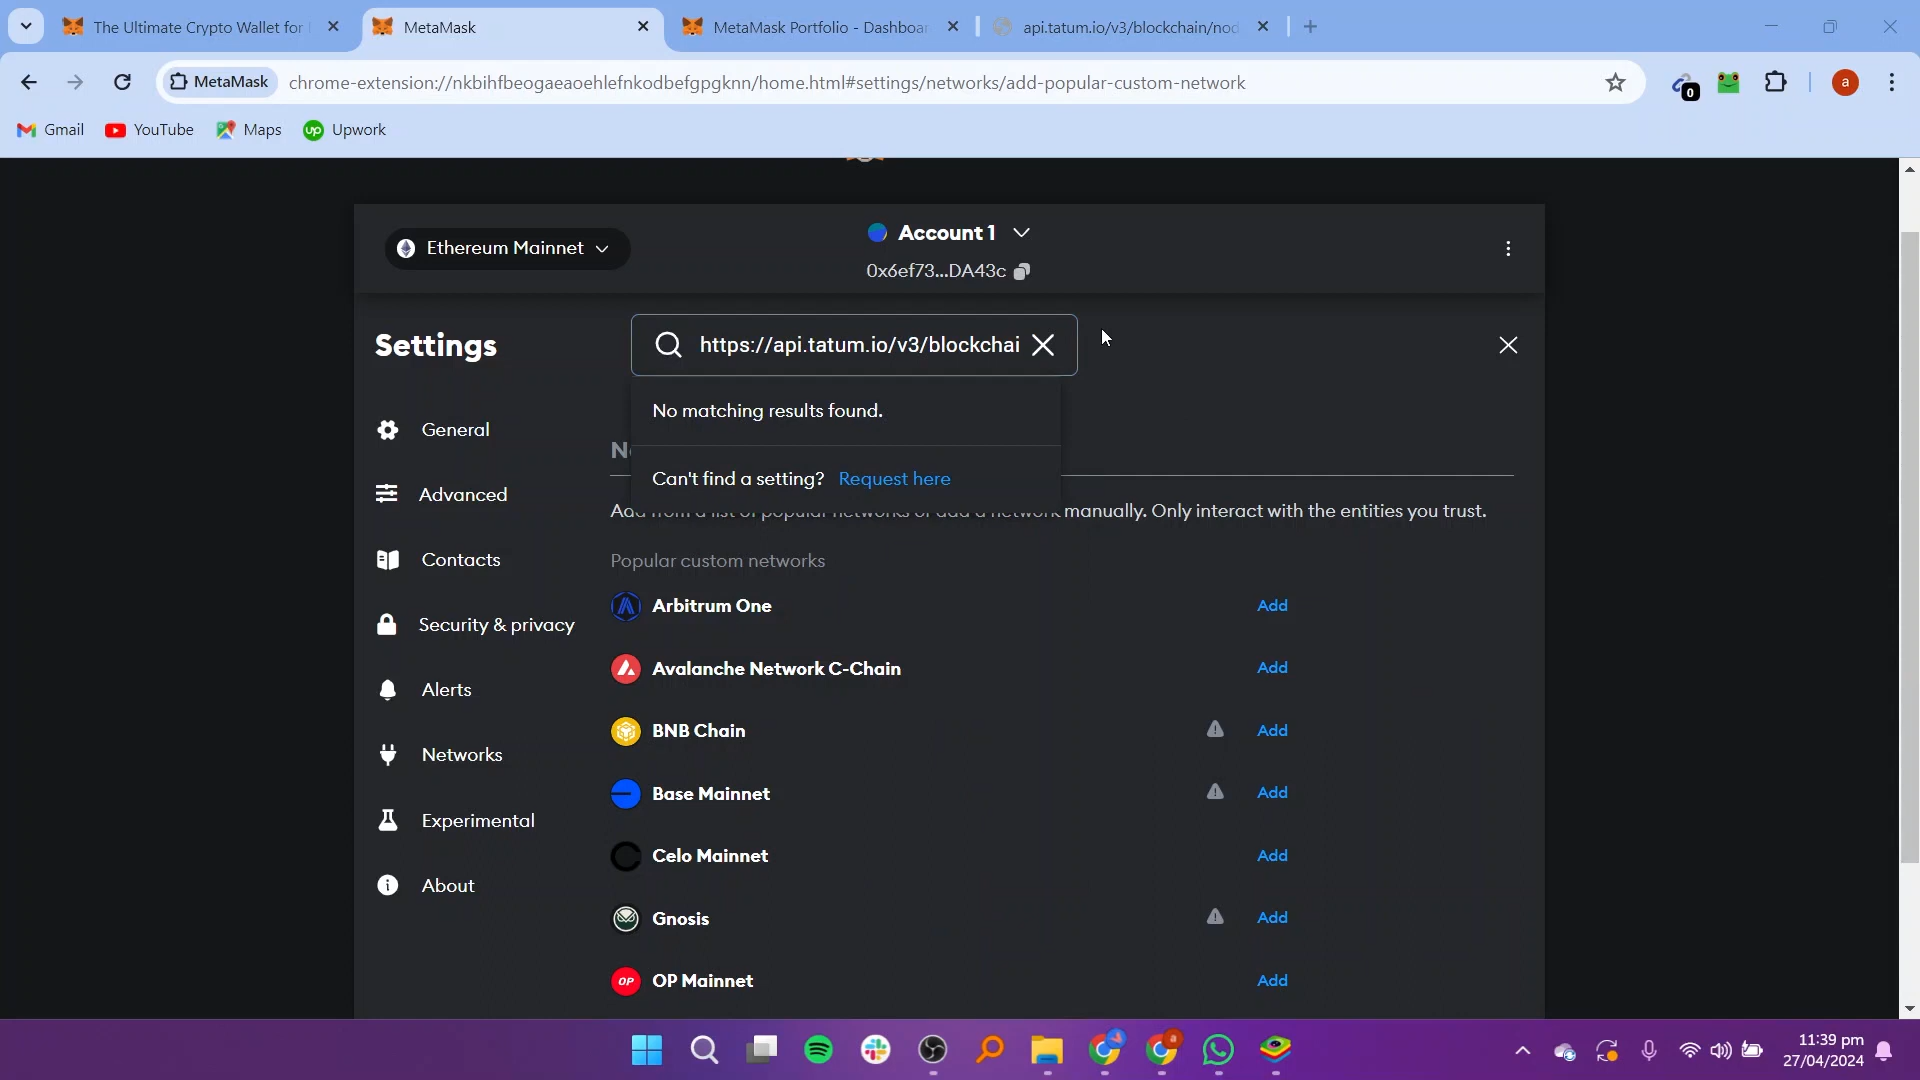 The Ultimate Crypto Wallet for
MetaMask
MetaMask Portfolio - Dashboar
api.tatum.io/v3/blockchain/nod
MetaMask
chrome-extension://nkbihfbeogaeaoehlefnkodbefgpgknn/home.html#settings/networks/add-popular-custom-network
0
a
Gmail
YouTube
Maps
up
Upwork
Ethereum Mainnet
Account 1
0x6ef73...DA43c
Settings
https://api.tatum.io/v3/blockchai
No matching results found.
Can't find a setting? Request here
manually. Only interact with the entities you trust.
General
Advanced
Contacts
Security & privacy
Alerts
Networks
Experimental
About
Popular custom networks
Arbitrum One
Add
Avalanche Network C-Chain
Add
BNB Chain
Add
Base Mainnet
Add
Celo Mainnet
Add
Gnosis
Add
OP
OP Mainnet
Add
11:39 pm
27/04/2024